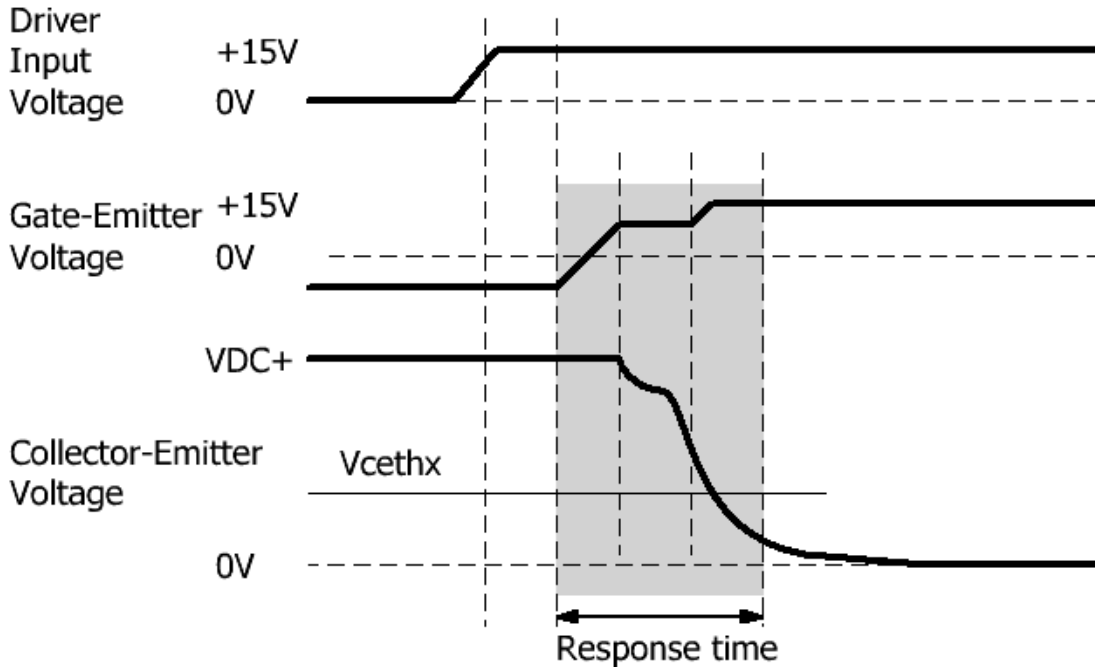 Driver
Input
Voltage
+15V
0V
Gate-Emitter
Voltage
+15V
0V
VDC+
Collector-Emitter
Voltage
Vcethx
0V
Response time